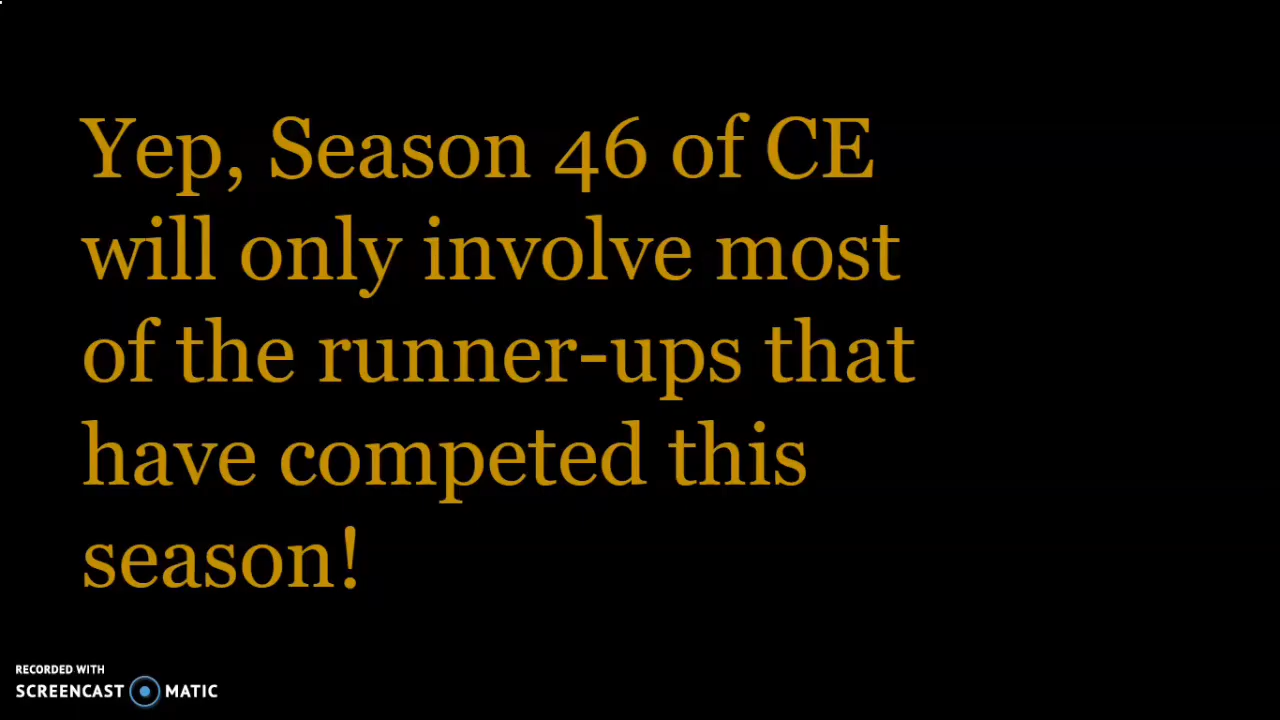 Yep, Season 46 of CE
will only involve most
of the runner-ups that
have competed this
season!
RECORDED WITH
SCREENCAST MATIC